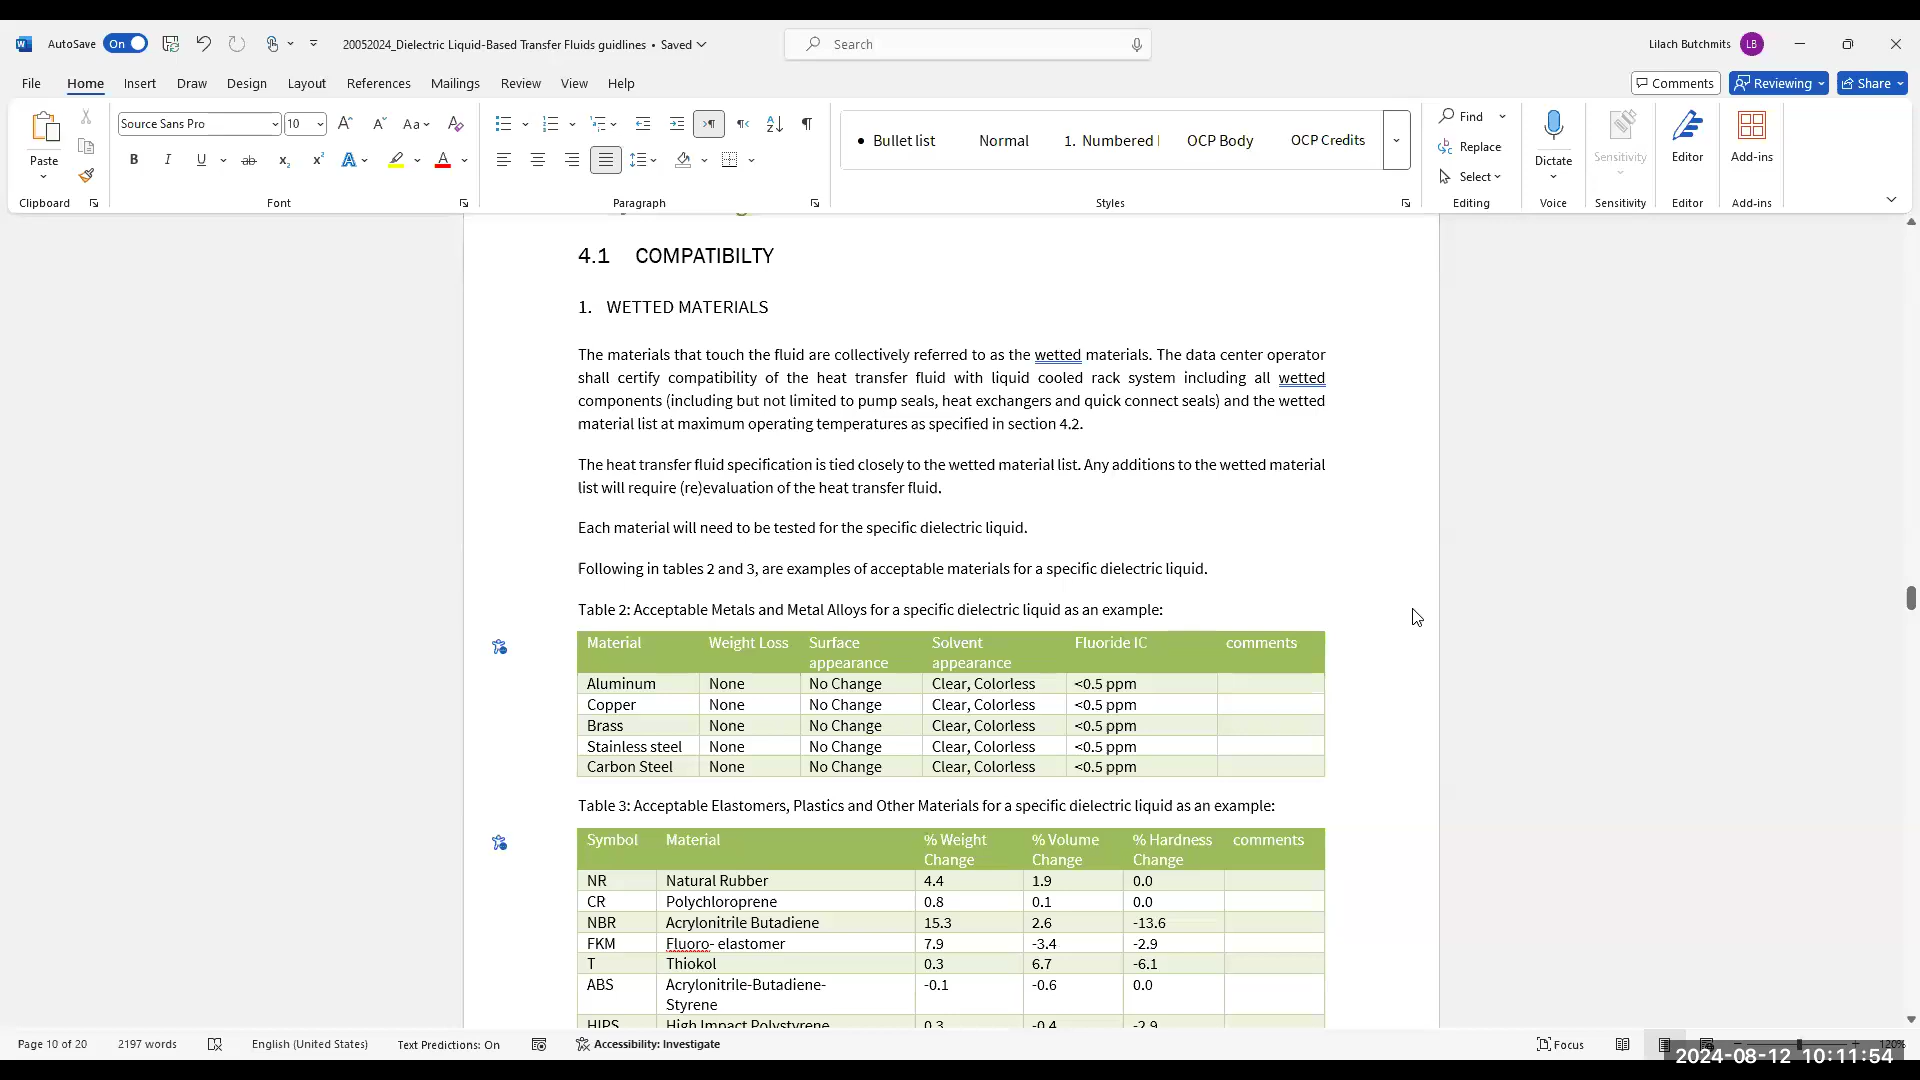 AutoSave On 20052024_Dielectric Liquid-Based Transfer Fluids guidlines • Saved Search Lilach Butchmits LB
File Home Insert Draw Design Layout References Mailings Review View Help Comments Reviewing Share
Source Sans Pro 10 Aa Find
Bullet list Normal 1. Numbered OCP Body OCP Credits
Replace
Paste B I U ab Select Dictate Sensitivity Editor Add-ins
Clipboard Font Paragraph Styles Editing Voice Sensitivity Editor Add-ins
4.1 COMPATIBILTY
1. WETTED MATERIALS
The materials that touch the fluid are collectively referred to as the wetted materials. The data center operator
shall certify compatibility of the heat transfer fluid with liquid cooled rack system including all wetted
components (including but not limited to pump seals, heat exchangers and quick connect seals) and the wetted
material list at maximum operating temperatures as specified in section 4.2.
The heat transfer fluid specification is tied closely to the wetted material list. Any additions to the wetted material
list will require (re)evaluation of the heat transfer fluid.
Each material will need to be tested for the specific dielectric liquid.
Following in tables 2 and 3, are examples of acceptable materials for a specific dielectric liquid.
Table 2: Acceptable Metals and Metal Alloys for a specific dielectric liquid as an example:
Material Weight Loss Surface appearance Solvent appearance Fluoride IC comments
Aluminum None No Change Clear, Colorless <0.5 ppm
Copper None No Change Clear, Colorless <0.5 ppm
Brass None No Change Clear, Colorless <0.5 ppm
Stainless steel None No Change Clear, Colorless <0.5 ppm
Carbon Steel None No Change Clear, Colorless <0.5 ppm
Table 3: Acceptable Elastomers, Plastics and Other Materials for a specific dielectric liquid as an example:
Symbol Material % Weight Change % Volume Change % Hardness Change comments
NR Natural Rubber 4.4 1.9 0.0
CR Polychloroprene 0.8 0.1 0.0
NBR Acrylonitrile Butadiene 15.3 2.6 -13.6
FKM Fluoro- elastomer 7.9 -3.4 -2.9
T Thiokol 0.3 6.7 -6.1
ABS Acrylonitrile-Butadiene-Styrene -0.1 -0.6 0.0
HIPS High Impact Polystyrene 0.3 -0.4 -2.9
Page 10 of 20 2197 words English (United States) Text Predictions: On Accessibility: Investigate Focus 120%
2024-08-12 10:11:54